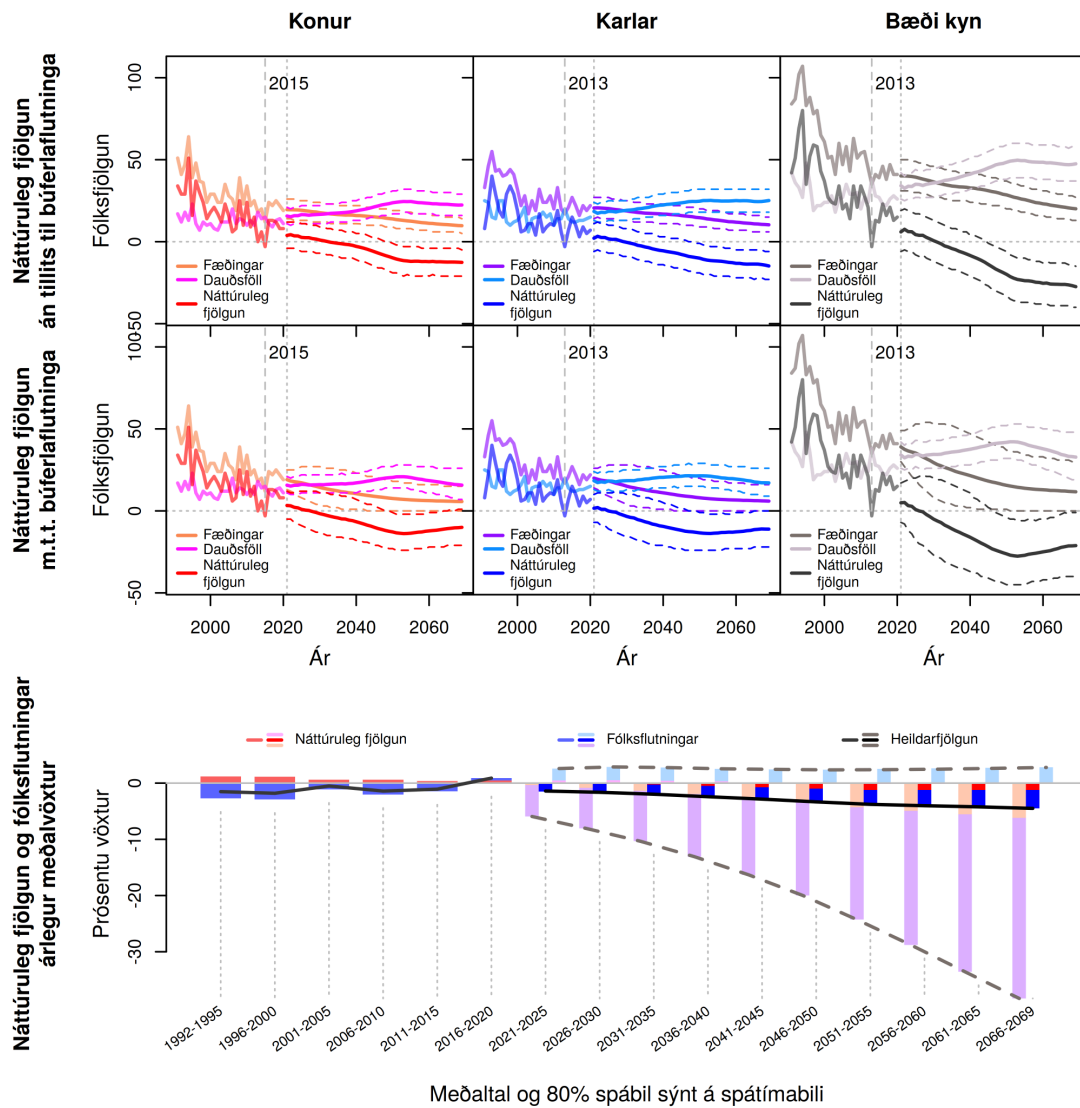 Konur
Karlar
Bæði kyn
Náttúruleg fjölgun
án tillits til búferlaflutninga
Fólksfjölgun
100
50
0
-50
2015
Fæðingar
Dauðsföll
Náttúruleg
fjölgun
2013
Fæðingar
Dauðsföll
Náttúruleg
fjölgun
2013
Fæðingar
Dauðsföll
Náttúruleg
fjölgun
Náttúruleg fjölgun
m.t.t. búferlaflutninga
Fólksfjölgun
100
50
0
-50
2015
Fæðingar
Dauðsföll
Náttúruleg
fjölgun
2013
Fæðingar
Dauðsföll
Náttúruleg
fjölgun
2013
Fæðingar
Dauðsföll
Náttúruleg
fjölgun
2000 2020 2040 2060
2000 2020 2040 2060
2000 2020 2040 2060
Ár
Ár
Ár
Náttúruleg fjölgun og fólksflutningar
árlegur meðalvöxtur
Prósentu vöxtur
Náttúruleg fjölgun
Fólksflutningar
Heildarfjölgun
0
-10
-20
-30
1992-1995
1996-2000
2001-2005
2006-2010
2011-2015
2016-2020
2021-2025
2026-2030
2031-2035
2036-2040
2041-2045
2046-2050
2051-2055
2056-2060
2061-2065
2066-2069
Meðaltal og 80% spábil sýnt á spátímabili